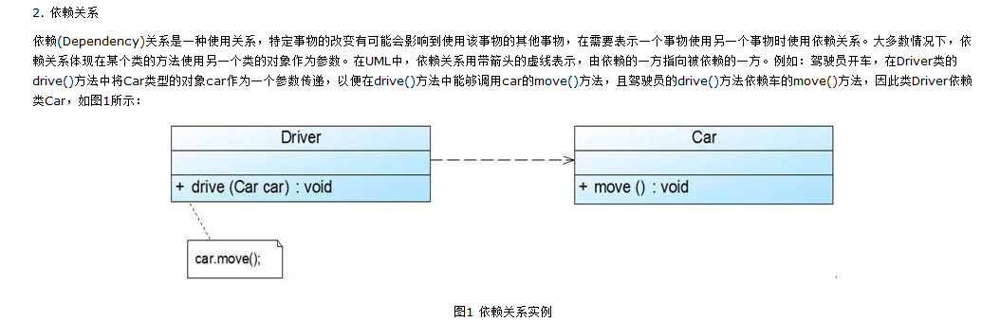 2. 依赖关系
依赖(Dependency)关系是一种使用关系，特定事物的改变有可能会影响到使用该事物的其他事物，在需要表示一个事物使用另一个事物时使用依赖关系。大多数情况下，依
赖关系体现在某个类的方法使用另一个类的对象作为参数。在UML中，依赖关系用带箭头的虚线表示，由依赖的一方指向被依赖的一方。例如：驾驶员开车，在Driver类的
drive()方法中将Car类型的对象car作为一个参数传递，以便在drive()方法中能够调用car的move()方法，且驾驶员的drive()方法依赖车的move()方法，因此类Driver依赖
类Car，如图1所示：
Driver
+ drive (Car car) : void
car.move();
Car
+ move () : void
图1 依赖关系实例